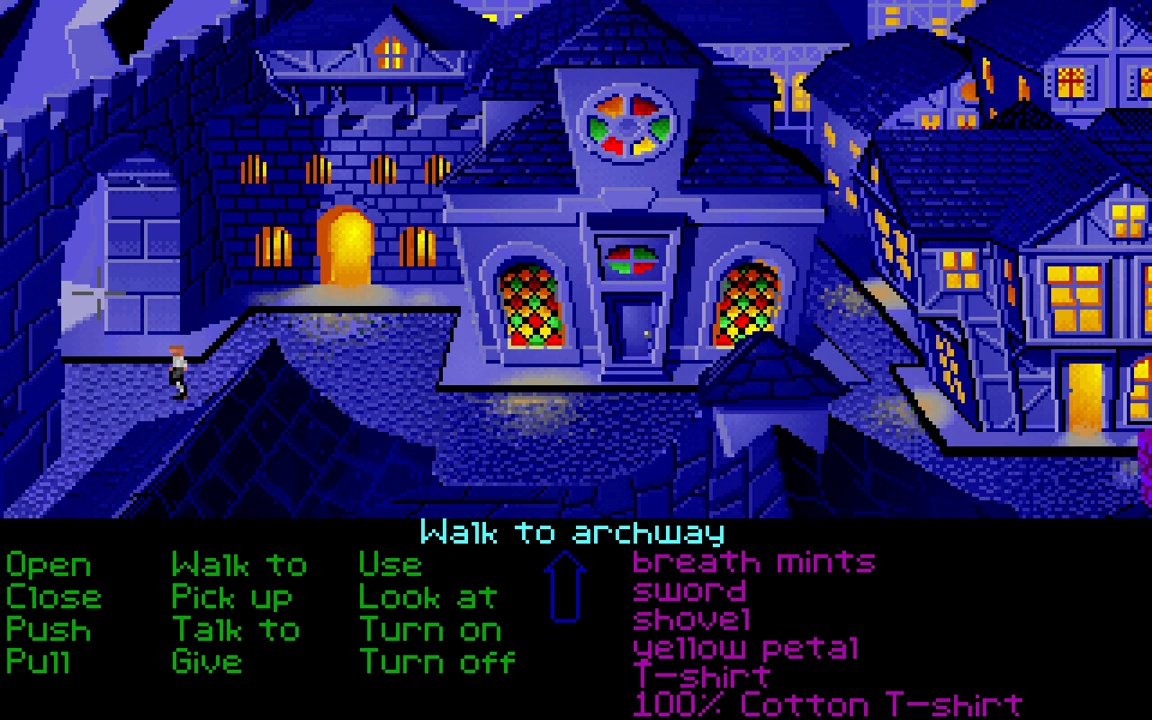 Walk to archway
Open Walk to Use
Close Pick up Look at
Push Talk to Turn on
Pull Give Turn off
breath mints
sword
shovel
yellow petal
T-shirt
100% Cotton T-shirt